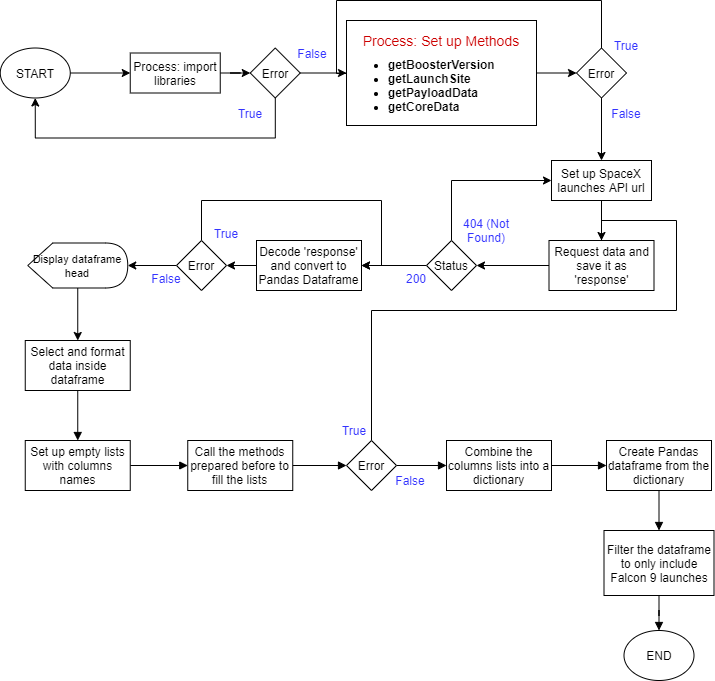 START
Process: import
libraries
Error
False
True
Process: Set up Methods
getBoosterVersion
getLaunchSite
getPayloadData
getCoreData
Error
True
False
Set up SpaceX
launches API url
Request data and
save it as
'response'
404 (Not
Found)
Status
200
Decode 'response'
and convert to
Pandas Dataframe
True
Error
False
Display dataframe
head
Select and format
data inside
dataframe
Set up empty lists
with columns
names
Call the methods
prepared before to
fill the lists
True
Error
False
Combine the
columns lists into a
dictionary
Create Pandas
dataframe from the
dictionary
Filter the dataframe
to only include
Falcon 9 launches
END